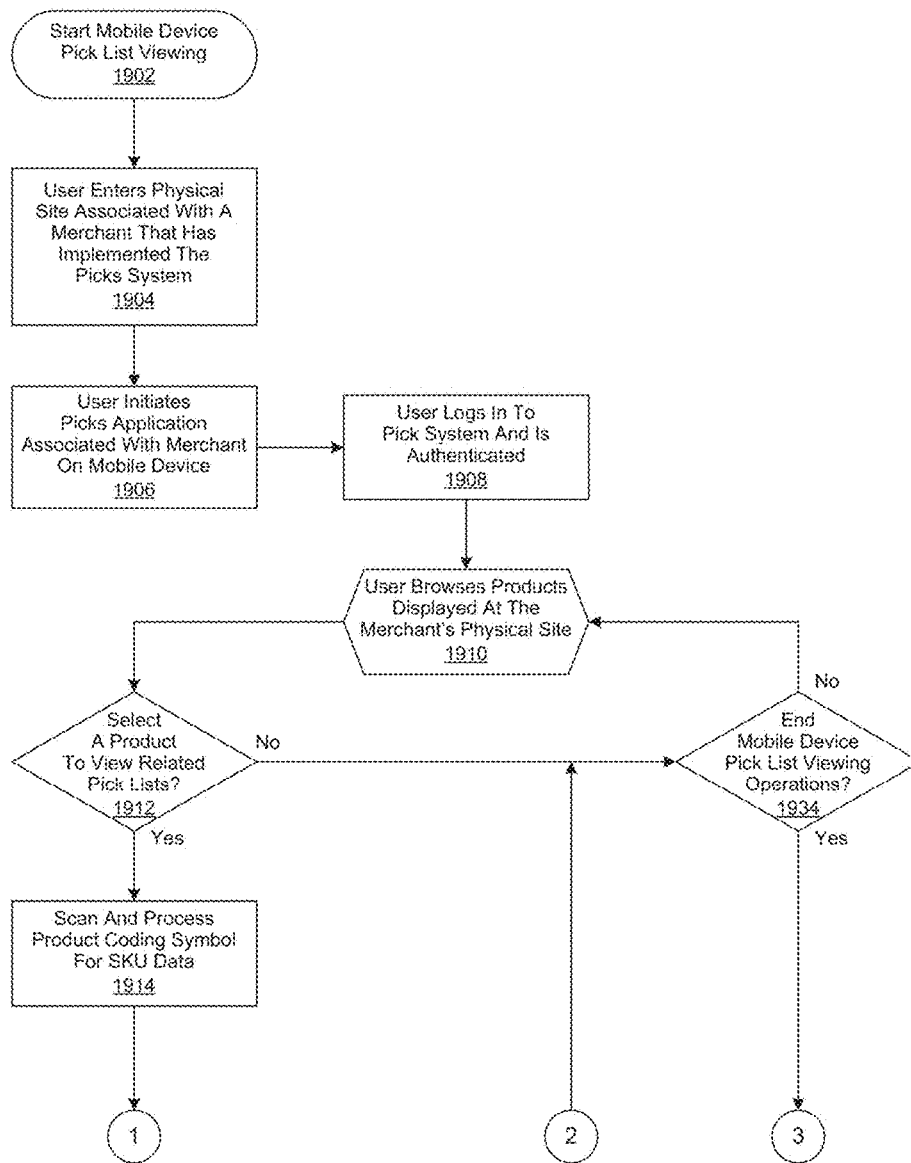 Start Mobile Device
Pick List Viewing
1902
User Enters Physical
Site Associated With A
Merchant That Has
Implemented The
Picks System
1904
User Initiates
Picks Application
Associated With Merchant
On Mobile Device
1906
User Logs In To
Pick System And Is
Authenticated
1908
User Browses Products
Displayed At The
Merchant's Physical Site
1910
Select
A Product
To View Related
Pick Lists?
1912
No
Yes
No
End
Mobile Device
Pick List Viewing
Operations?
1934
Yes
Scan And Process
Product Coding Symbol
For SKU Data
1914
1
2
3